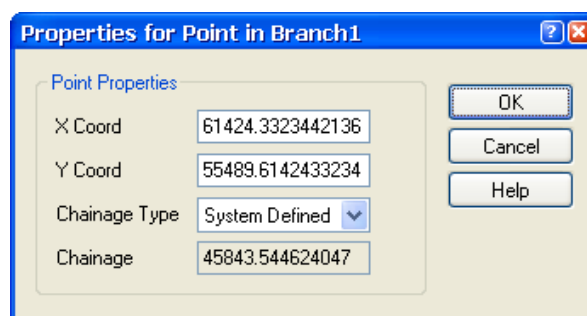 Properties for Point in Branch1
Point Properties
X Coord 61424.3323442136
Y Coord 55489.6142433234
Chainage Type System Defined
Chainage 45843.544624047
OK
Cancel
Help